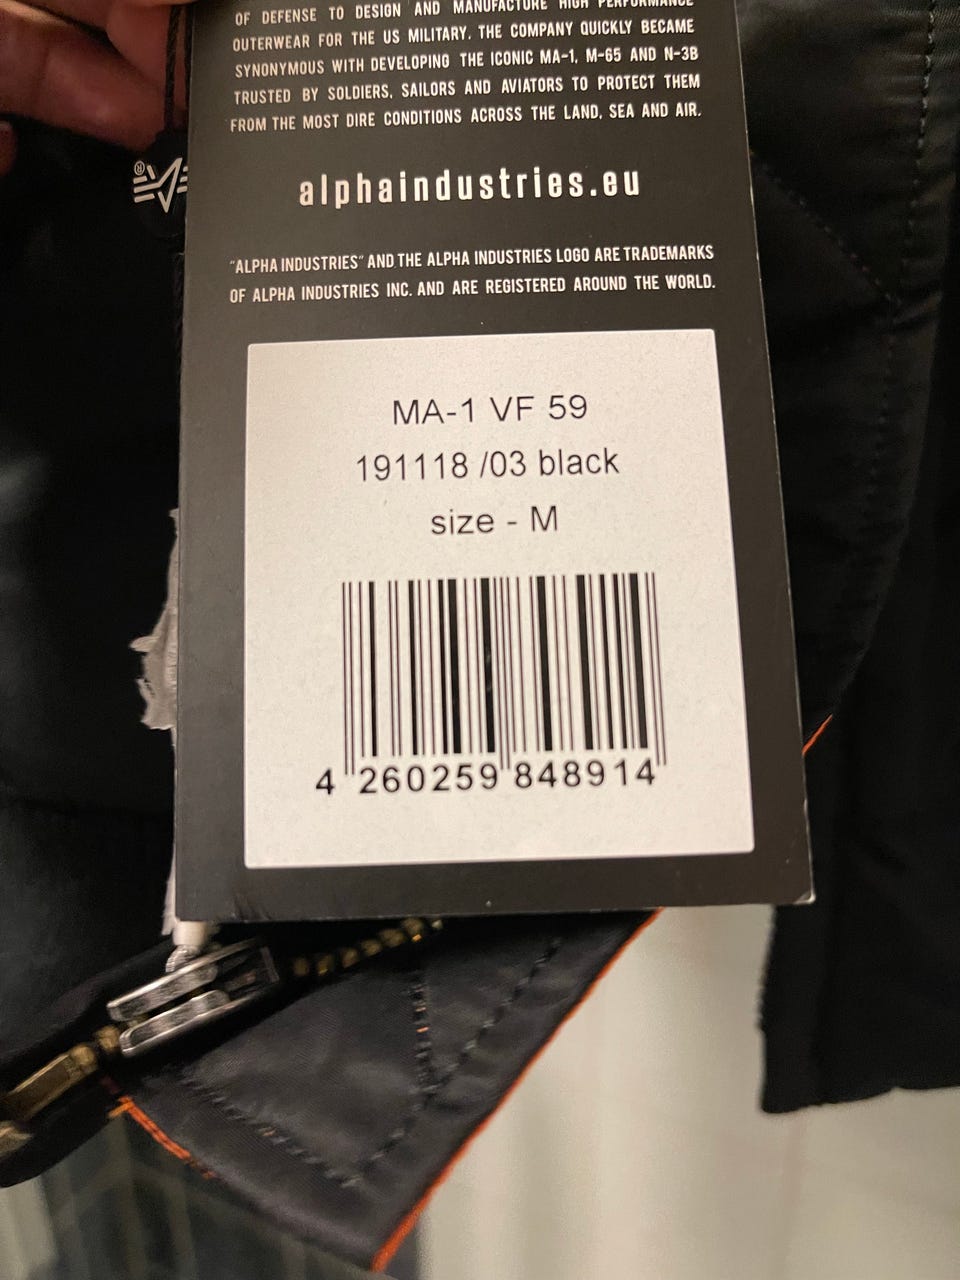 OF DEFENSE TO DESIGN AND MANUFACTURE HIGH PERFORMANCE
OUTERWEAR FOR THE US MILITARY. THE COMPANY QUICKLY BECAME
SYNONYMOUS WITH DEVELOPING THE ICONIC MA-1, M-65 AND N-3B
TRUSTED BY SOLDIERS, SAILORS AND AVIATORS TO PROTECT THEM
FROM THE MOST DIRE CONDITIONS ACROSS THE LAND, SEA AND AIR.
alphaindustries.eu
"ALPHA INDUSTRIES" AND THE ALPHA INDUSTRIES LOGO ARE TRADEMARKS
OF ALPHA INDUSTRIES INC. AND ARE REGISTERED AROUND THE WORLD.
MA-1 VF 59
191118 /03 black
size - M
4 260259 848914
®